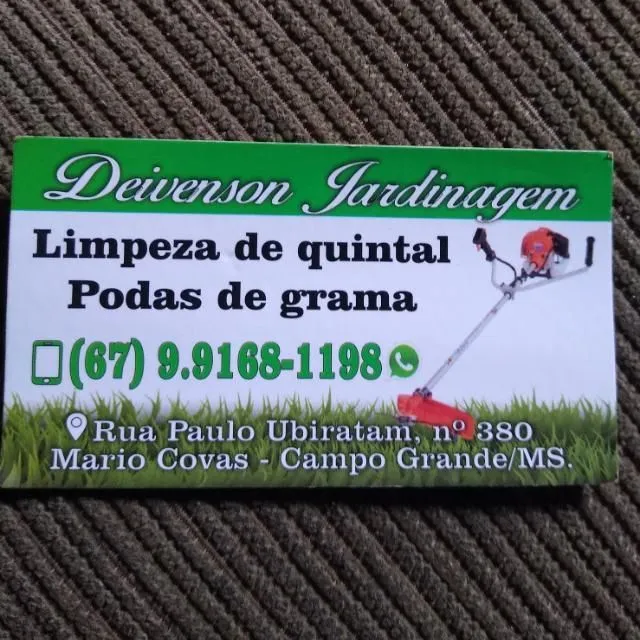 Deivenson Jardinagem
Limpeza de quintal
Podas de grama
(67) 9.9168-1198
Rua Paulo Ubiratam, nº 380
Mario Covas - Campo Grande/MS.